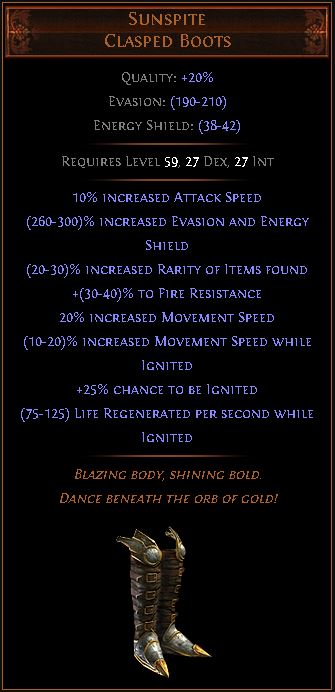 Sunspite
Clasped Boots
Quality: +20%
Evasion: (190-210)
Energy Shield: (38-42)
Requires Level 59, 27 Dex, 27 Int
10% increased Attack Speed
(260-300)% increased Evasion and Energy
Shield
(20-30)% increased Rarity of Items found
+(30-40)% to Fire Resistance
20% increased Movement Speed
(10-20)% increased Movement Speed while
Ignited
+25% chance to be Ignited
(75-125) Life Regenerated per second while
Ignited
Blazing body, shining bold.
Dance beneath the orb of gold!